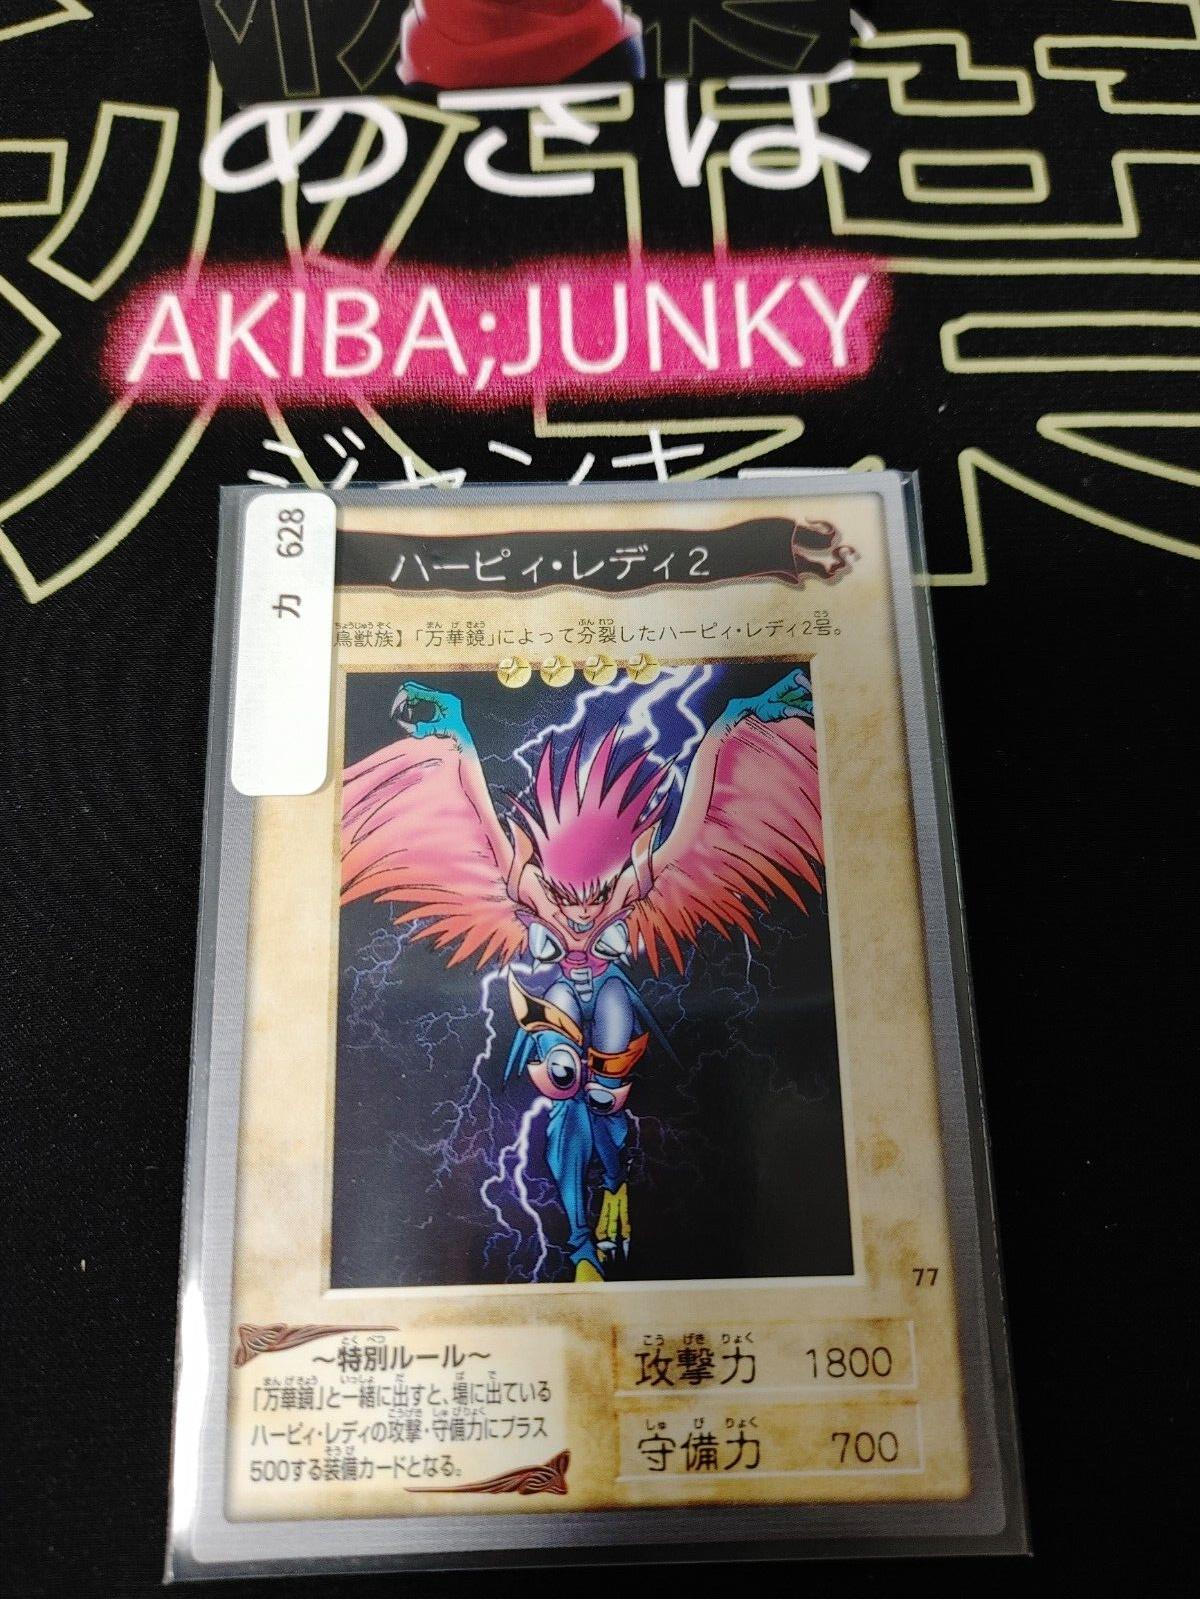 あきば
AKIBA;JUNKY
ジャンキー
カ 628
ハーピィ・レディ2
鳥獣族】「万華鏡」によって分裂したハーピィ・レディ2号。
77
～特別ルール～
「万華鏡」と一緒に出すと、場に出ている
ハーピィ・レディの攻撃・守備力にプラス
500する装備カードとなる。
攻撃力 1800
守備力 700